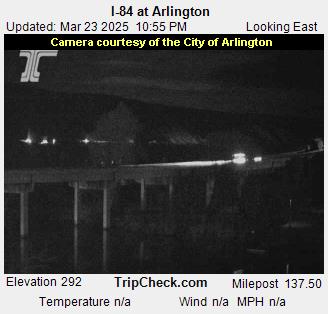 I-84 at Arlington
Updated: Mar 23 2025 10:55 PM Looking East
Camera courtesy of the City of Arlington
Elevation 292 TripCheck.com Milepost 137.50
Temperature n/a Wind n/a MPH n/a